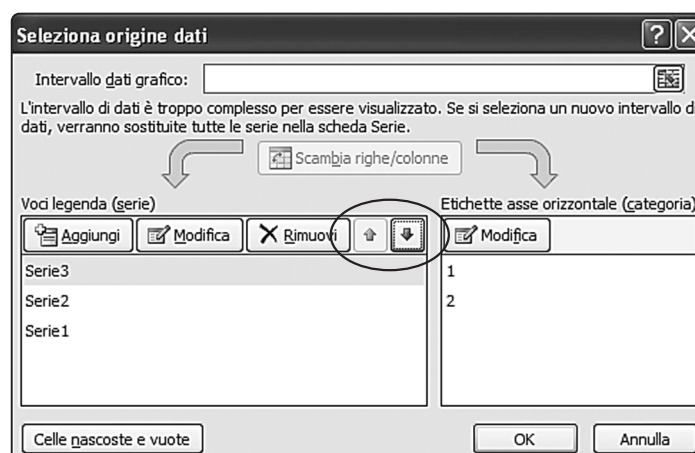 Seleziona origine dati
Intervallo dati grafico:
L'intervallo di dati è troppo complesso per essere visualizzato. Se si seleziona un nuovo intervallo di
dati, verranno sostituite tutte le serie nella scheda Serie.
Scambia righe/colonne
Voci legenda (serie)
Etichette asse orizzontale (categoria)
Aggiungi Modifica Rimuovi
Modifica
Serie3
Serie2
Serie1
1
2
Celle nascoste e vuote
OK Annulla